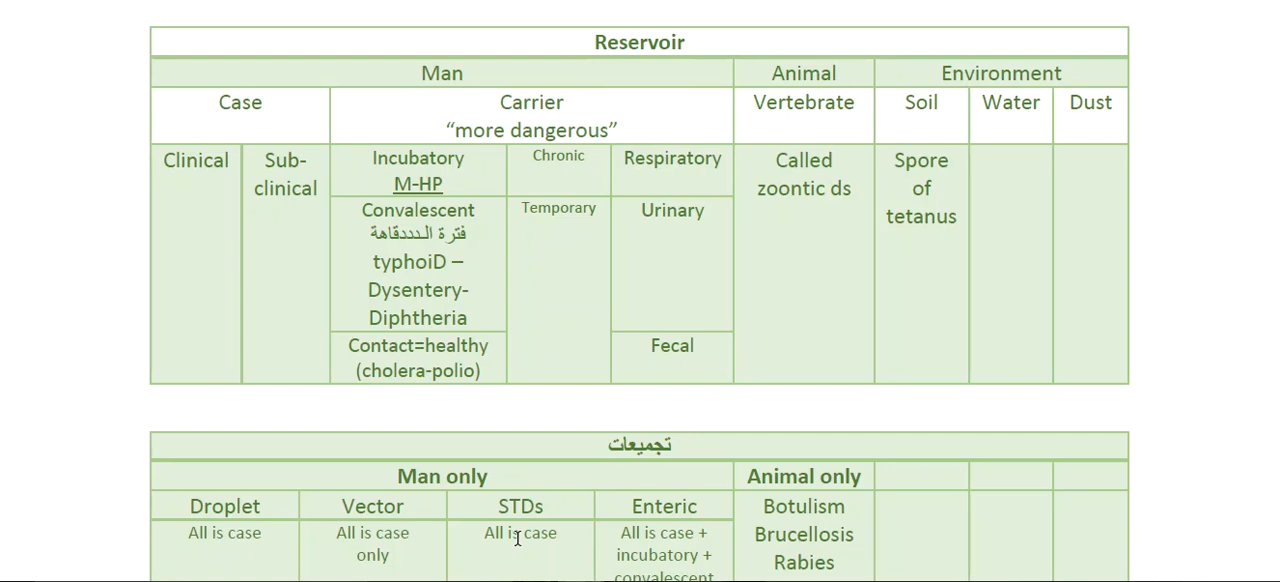 Reservoir
Man
Animal
Environment
Case
Carrier
“more dangerous”
Vertebrate
Soil
Water
Dust
Clinical
Sub-
clinical
Incubatory
M-HP
Chronic
Respiratory
Called
zoontic ds
Spore
of
tetanus
Convalescent
فترة الـدددقاهة
typhoiD –
Dysentery-
Diphtheria
Temporary
Urinary
Contact=healthy
(cholera-polio)
Fecal
تجميعات
Man only
Animal only
Droplet
Vector
STDs
Enteric
Botulism
Brucellosis
Rabies
All is case
All is case
only
All is case
All is case +
incubatory +
convalescent